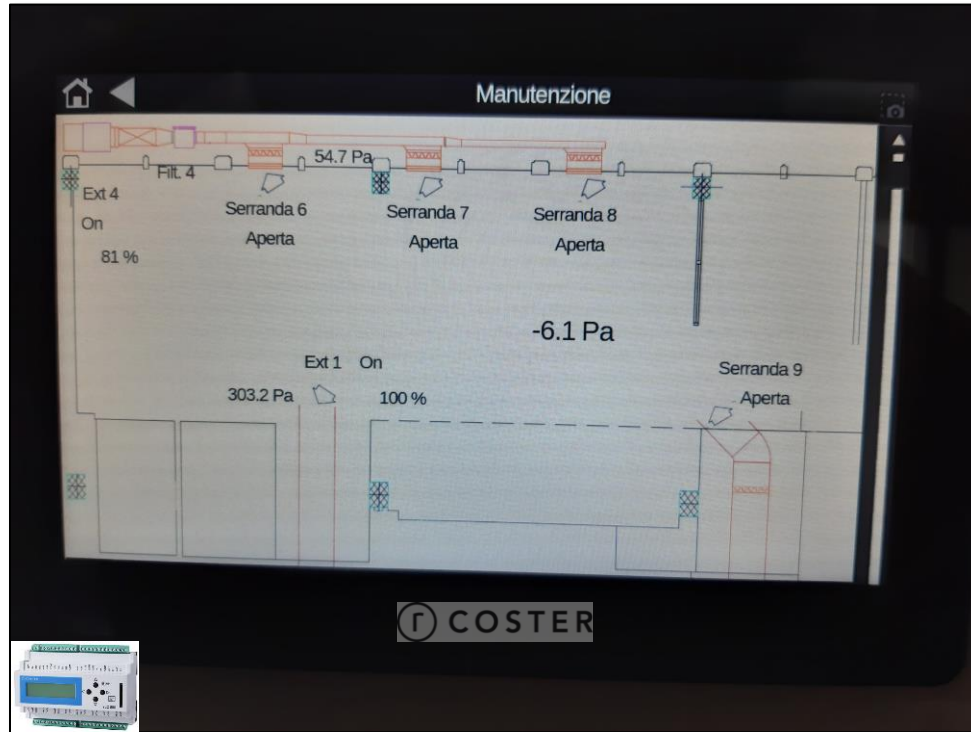 Manutenzione
54.7 Pa
Filt. 4
Ext 4
On
81 %
Serranda 6
Aperta
Serranda 7
Aperta
Serranda 8
Aperta
-6.1 Pa
Ext 1 On
303.2 Pa
100 %
Serranda 9
Aperta
r COSTER